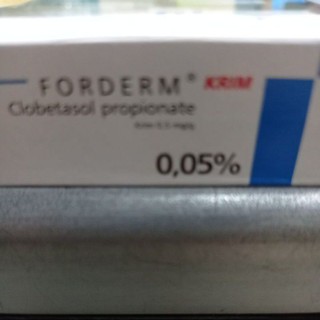 FORDERM® KRIM
Clobetasol propionate
0,05%